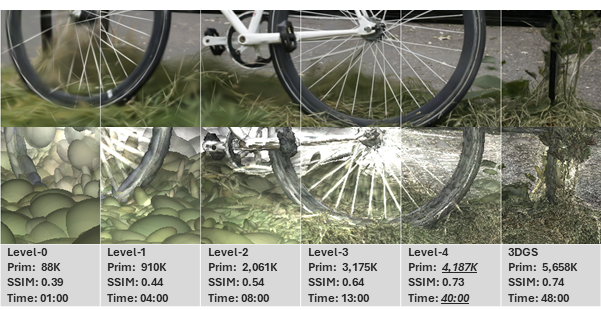 Level-0 Level-1 Level-2 Level-3 Level-4 3DGS
Prim: 88K Prim: 910K Prim: 2,061K Prim: 3,175K Prim: 4,187K Prim: 5,658K
SSIM: 0.39 SSIM: 0.44 SSIM: 0.54 SSIM: 0.64 SSIM: 0.73 SSIM: 0.74
Time: 01:00 Time: 04:00 Time: 08:00 Time: 13:00 Time: 40:00 Time: 48:00